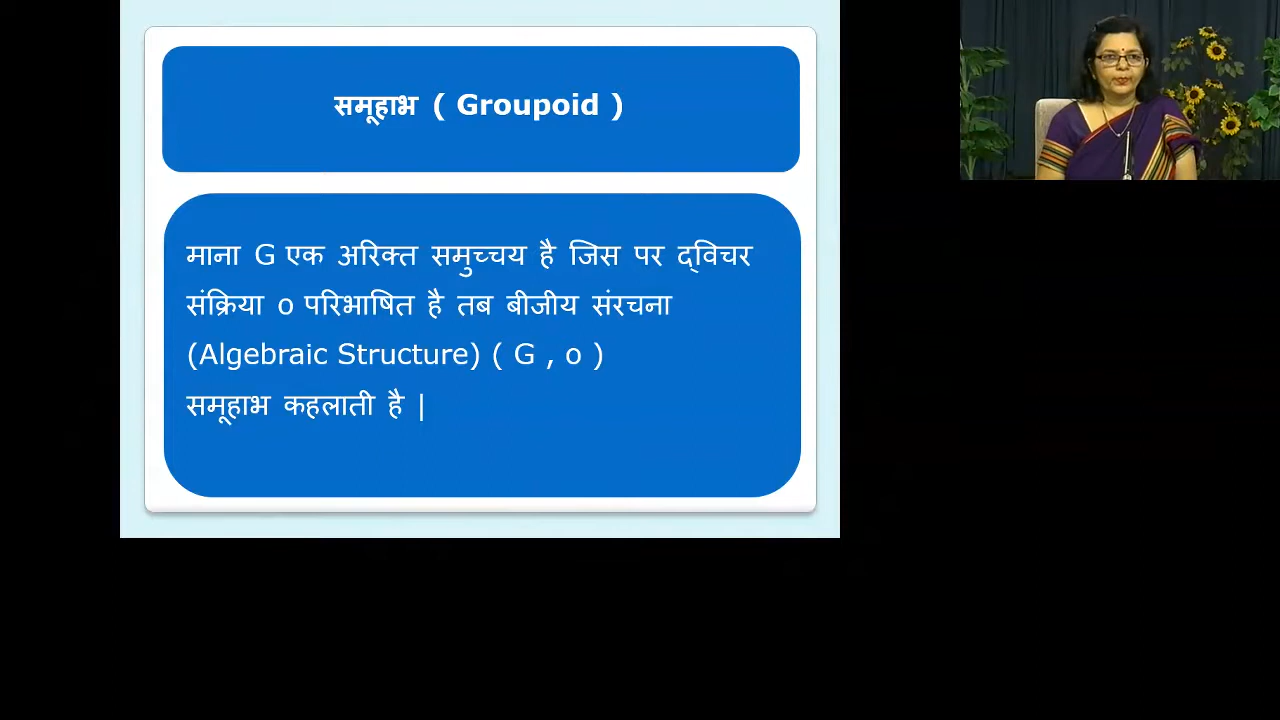 समूहाभ ( Groupoid )
माना G एक अरिक्त समुच्चय है जिस पर द्विचर
संक्रिया o परिभाषित है तब बीजीय संरचना
(Algebraic Structure) ( G , o )
समूहाभ कहलाती है |